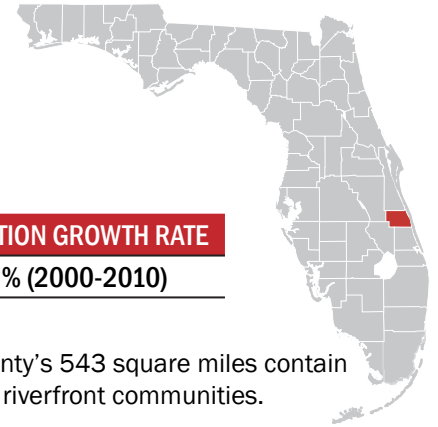 TION GROWTH RATE
% (2000-2010)
nty's 543 square miles contain
riverfront communities.